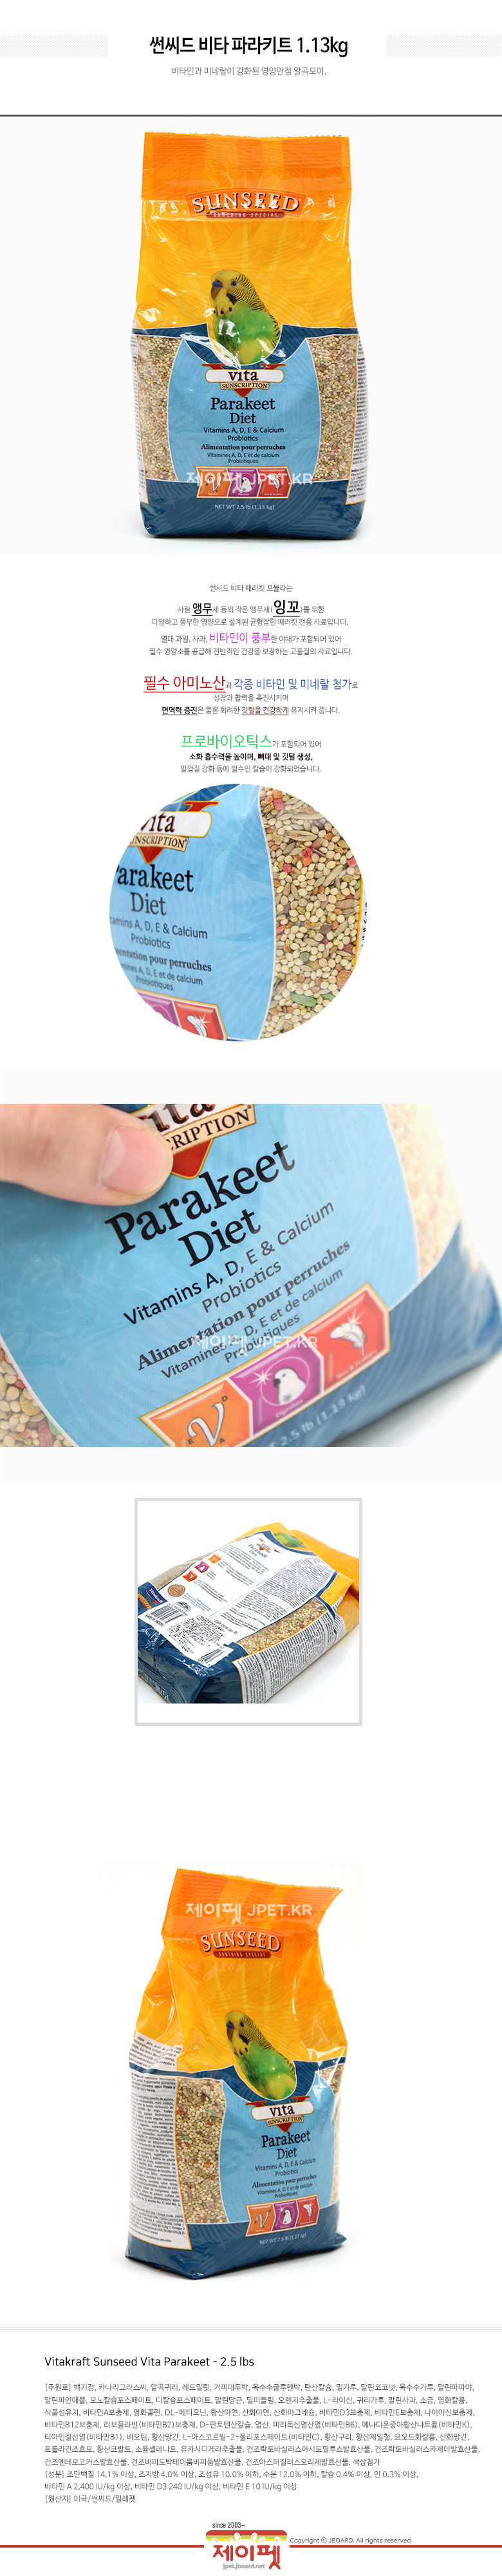 썬씨드 비타 파라키트 1.13kg
비타민과 미네랄이 강화된 영양만점 알곡모이.
SUNSEED
vita
SUNSCRIPTION
Parakeet
Diet
Vitamins A, D, E & Calcium
Probiotics
Alimentation pour perruches
Vitamines A, D, E et de calcium
Probiotiques
제이펫 JPET.KR
NET WT 2.5 lb (1.13 kg)
썬시드 비타 패러킷 포뮬라는
사랑 앵무새 등의 작은 앵무새(잉꼬)를 위한
다양하고 풍부한 영양으로 설계된 균형잡힌 패러킷 전용 사료입니다.
열대 과일, 사과, 비타민이 풍부한 야채가 포함되어 있어
필수 영양소를 공급해 전반적인 건강을 보장하는 고품질의 사료입니다.
필수 아미노산과 각종 비타민 및 미네랄 첨가로
성장과 활력을 촉진시키며
면역력 증진은 물론 화려한 깃털을 건강하게 유지시켜 줍니다.
프로바이오틱스가 포함되어 있어
소화 흡수력을 높이며, 뼈대 및 깃털 생성,
알껍질 강화 등에 필수인 칼슘이 강화되었습니다.
vita
NSCRIPTION
arakeet
Diet
tamins A, D, E & Calcium
Probiotics
mentation pour perruches
amines A, D, E et de calcium
Probiotiques
vita
CRIPTION
Parakeet
Diet
Vitamins A, D, E & Calcium
Probiotics
Alimentation pour perruches
Vitamines A, D, E et de calcium
Probiotiques
제이펫 JPET.KR
T 2.5 lb (1.13 kg)
Parakeet
제이펫 JPET.KR
SUNSEED
vita
SUNSCRIPTION
Parakeet
Diet
Vitamins A, D, E & Calcium
Probiotics
Alimentation pour perruches
Vitamines A, D, E et de calcium
Probiotiques
Vitakraft Sunseed Vita Parakeet - 2.5 lbs
[주원료] 백기장, 카나리그라스씨, 알곡귀리, 레드밀릿, 거피대두박, 옥수수글루텐박, 탄산칼슘, 밀가루, 말린코코넛, 옥수수가루, 말린파파야,
말린파인애플, 모노칼슘포스페이트, 디칼슘포스페이트, 말린당근, 밀미들링, 오렌지추출물, L-라이신, 귀리가루, 말린사과, 소금, 염화칼륨,
식물성유지, 비타민A보충제, 염화콜린, DL-메티오닌, 황산아연, 산화아연, 산화마그네슘, 비타민D3보충제, 비타민E보충제, 나이아신보충제,
비타민B12보충제, 리보플라빈(비타민B2)보충제, D-판토텐산칼슘, 엽산, 피리독신염산염(비타민B6), 메나디온중아황산나트륨(비타민K),
티아민질산염(비타민B1), 비오틴, 황산망간, L-아스코르빌-2-폴리포스페이트(비타민C), 황산구리, 황산제일철, 요오드화칼륨, 산화망간,
토룰라건조효모, 황산코발트, 소듐셀레니트, 유카시디제라추출물, 건조락토바실러스아시도필루스발효산물, 건조락토바실러스카제이발효산물,
건조엔테로코커스발효산물, 건조비피도박테이롬비피둠발효산물, 건조아스퍼질러스오리제발효산물, 색상첨가
[성분] 조단백질 14.1% 이상, 조지방 4.0% 이상, 조섬유 10.0% 이하, 수분 12.0% 이하, 칼슘 0.4% 이상, 인 0.3% 이상,
비타민 A 2,400 IU/kg 이상, 비타민 D3 240 IU/kg 이상, 비타민 E 10 IU/kg 이상
[원산지] 미국/썬씨드/밀레팻
since 2003~
제이펫
jpet.jboard.net
Copyright ⓒ JBOARD. All rights reserved